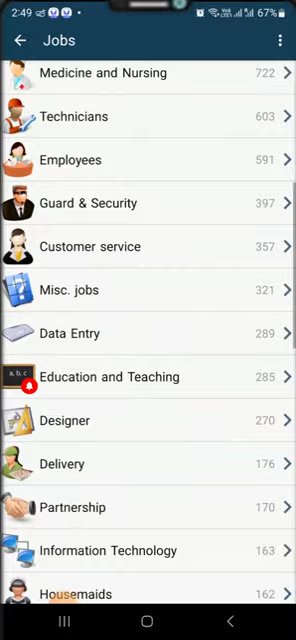 2:49 67%
Jobs
Medicine and Nursing 722
Technicians 603
Employees 591
Guard & Security 397
Customer service 357
Misc. jobs 321
Data Entry 289
a, b, c
Education and Teaching 285
Designer 270
Delivery 176
Partnership 170
Information Technology 163
Housemaids 162